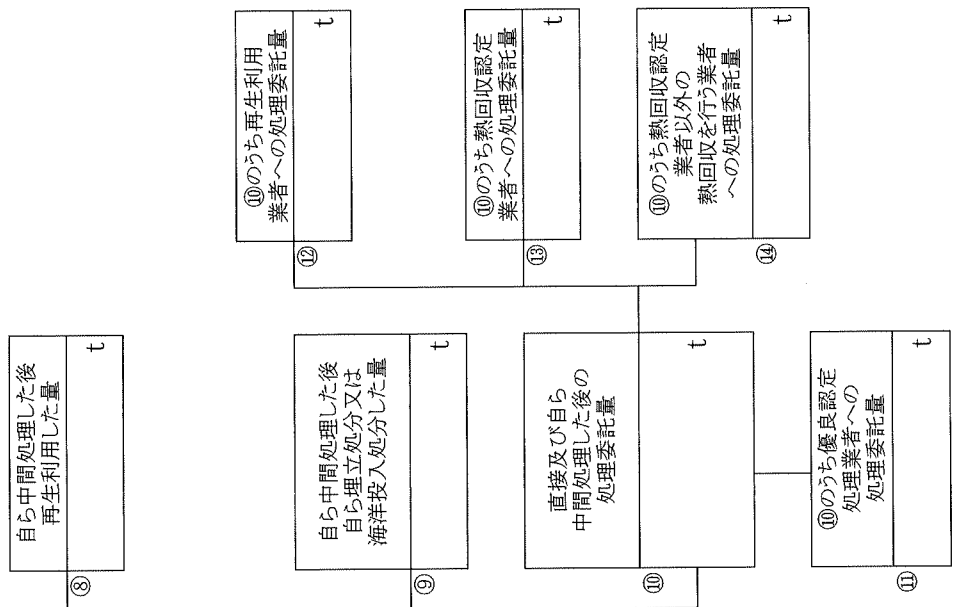 自ら中間処理した後
再生利用した量
t
⑧
自ら中間処理した後
自ら埋立処分又は
海洋投入処分した量
t
⑨
直接及び自ら
中間処理した後の
処理委託量
t
⑩
⑩のうち優良認定
処理業者への
処理委託量
t
⑪
⑩のうち再生利用
業者への処理委託量
t
⑫
⑩のうち熱回収認定
業者への処理委託量
t
⑬
⑩のうち熱回収認定
業者以外の
熱回収を行う業者
への処理委託量
t
⑭